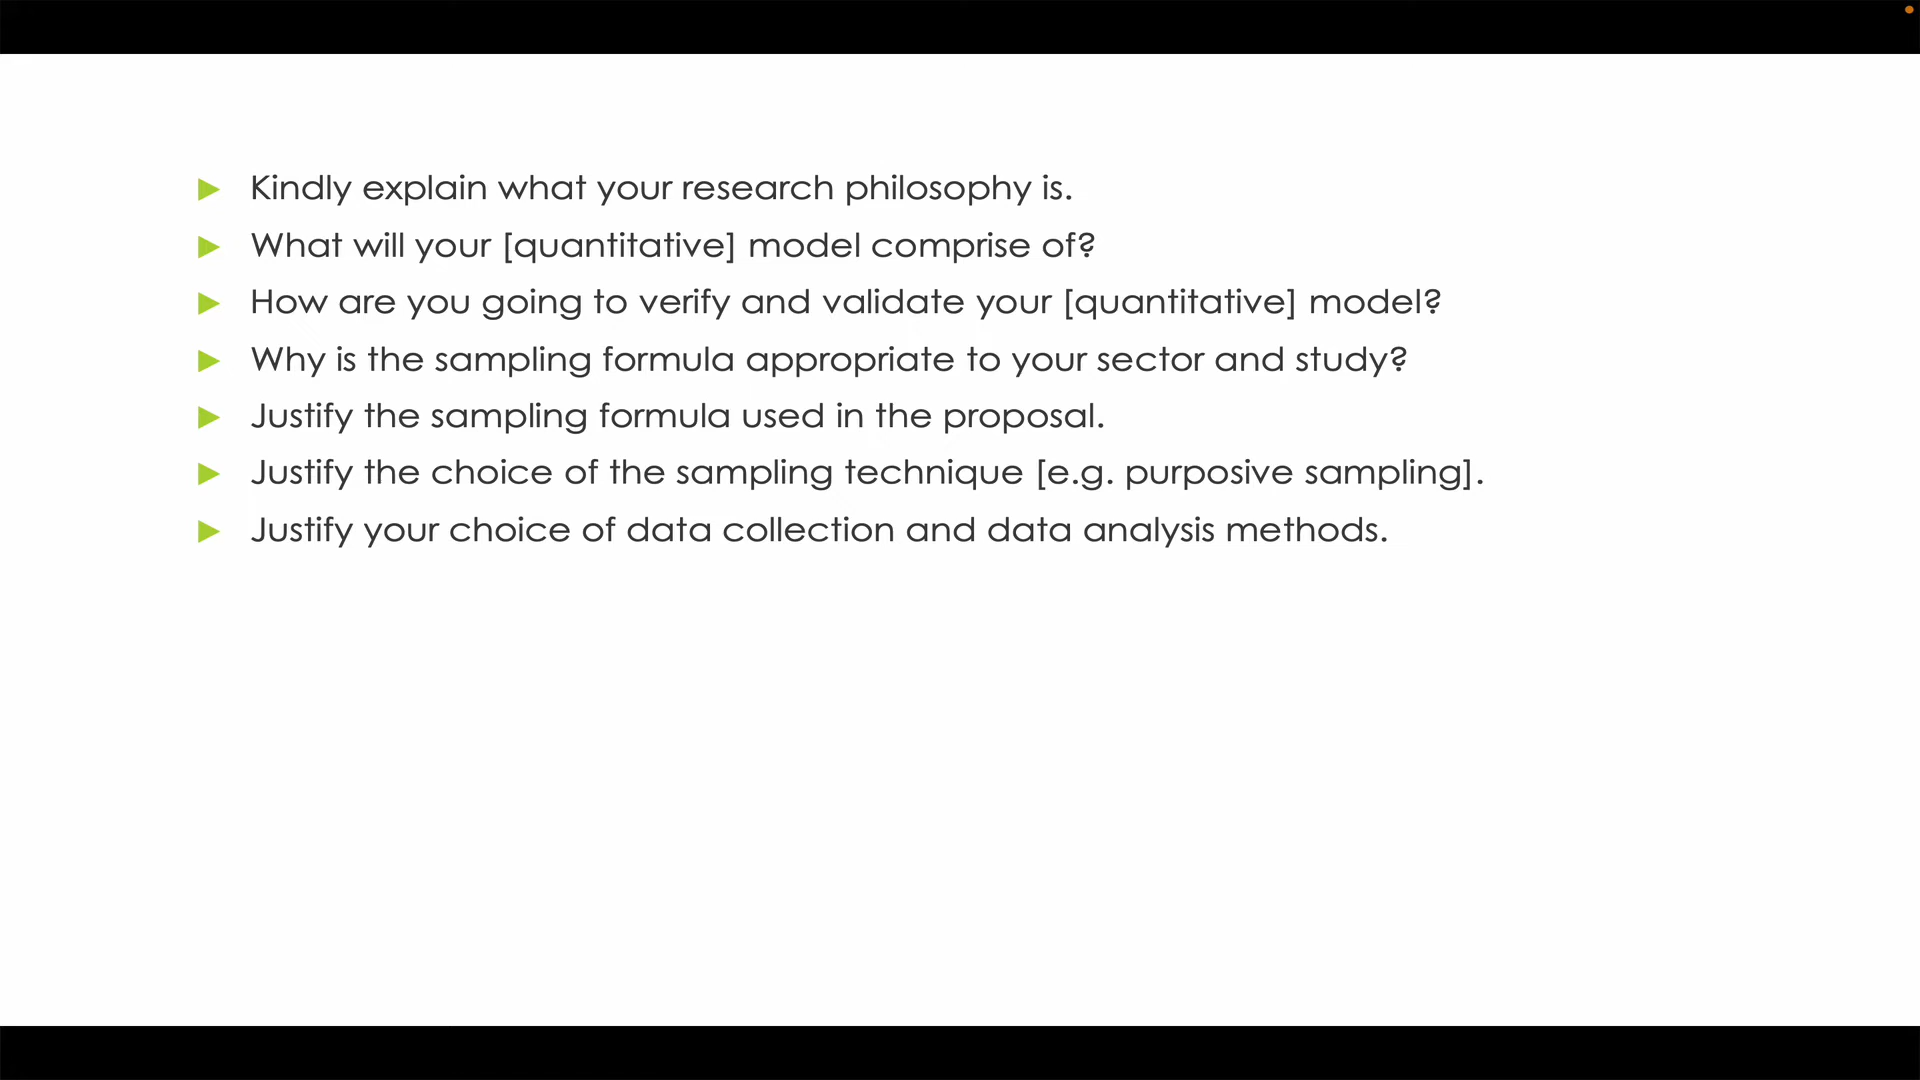 Kindly explain what your research philosophy is.
What will your [quantitative] model comprise of?
How are you going to verify and validate your [quantitative] model?
Why is the sampling formula appropriate to your sector and study?
Justify the sampling formula used in the proposal.
Justify the choice of the sampling technique [e.g. purposive sampling].
Justify your choice of data collection and data analysis methods.